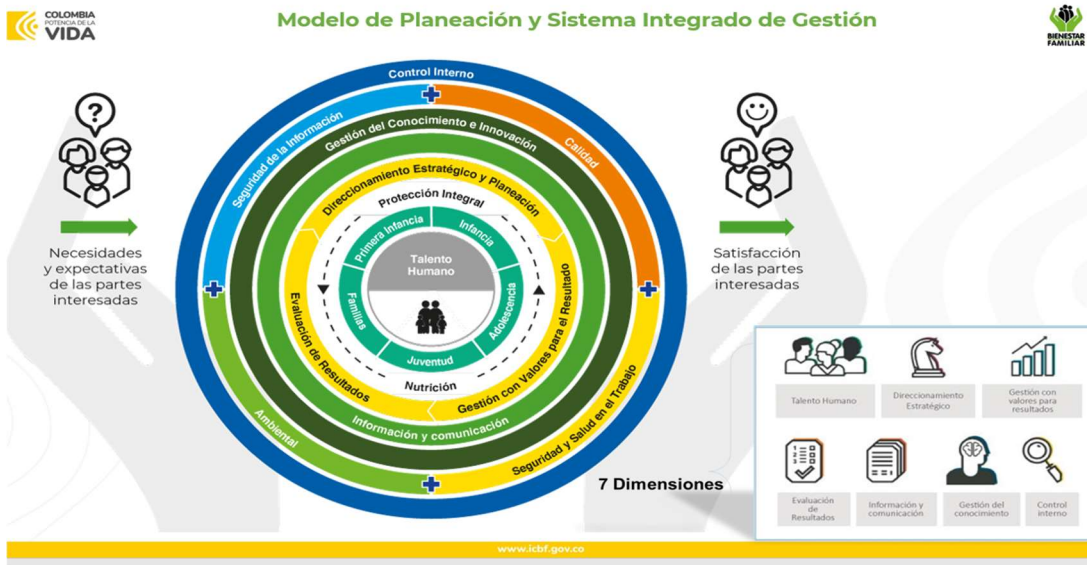 COLOMBIA
POTENCIA DE LA
VIDA
Modelo de Planeación y Sistema Integrado de Gestión
BIENESTAR
FAMILIAR
Control Interno
Seguridad de la Información
Calidad
Gestión del Conocimiento e Innovación
Direccionamiento Estratégico y Planeación
Protección Integral
Primera Infancia
Infancia
Talento
Humano
Familias
Adolescencia
Juventud
Nutrición
Evaluación de Resultados
Gestión con Valores para el Resultado
Información y comunicación
Ambiental
Seguridad y Salud en el Trabajo
?
Necesidades
y expectativas
de las partes
interesadas
Satisfacción
de las partes
interesadas
7 Dimensiones
Talento Humano
Direccionamiento
Estratégico
Gestión con
valores para
resultados
1
2
3
Evaluación
de
Resultados
Información y
comunicación
Gestión del
conocimiento
Control
interno
www.icbf.gov.co